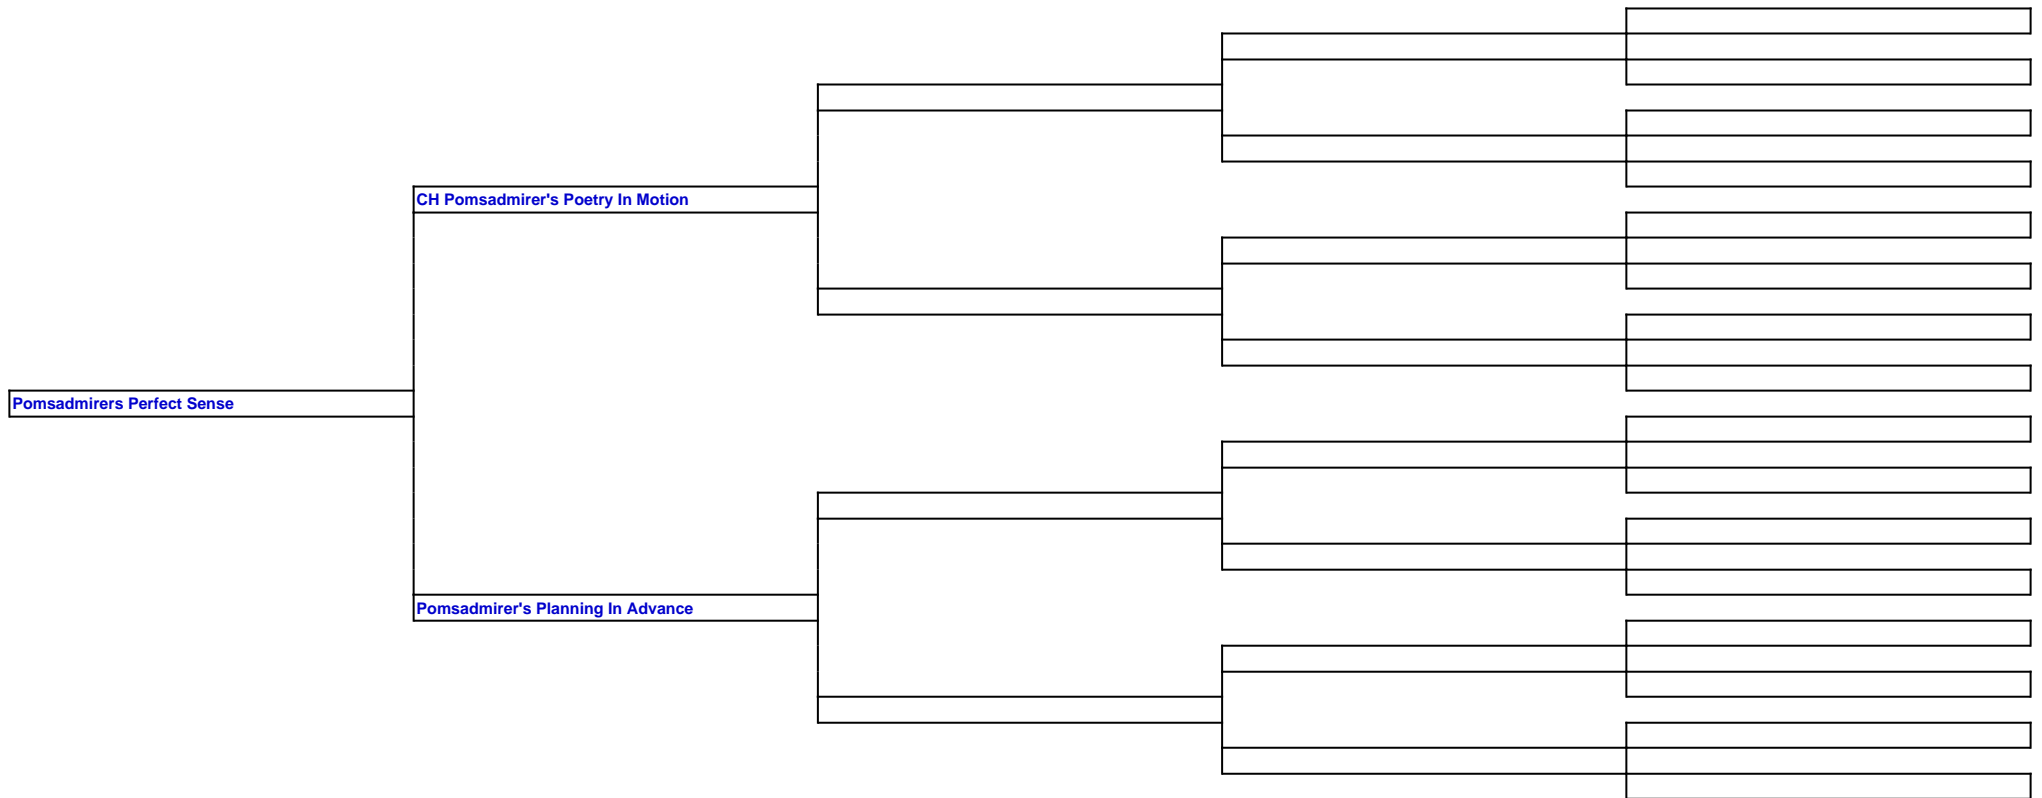 CH Pomsadmirer's Poetry In Motion
Pomsadmirers Perfect Sense
Pomsadmirer's Planning In Advance